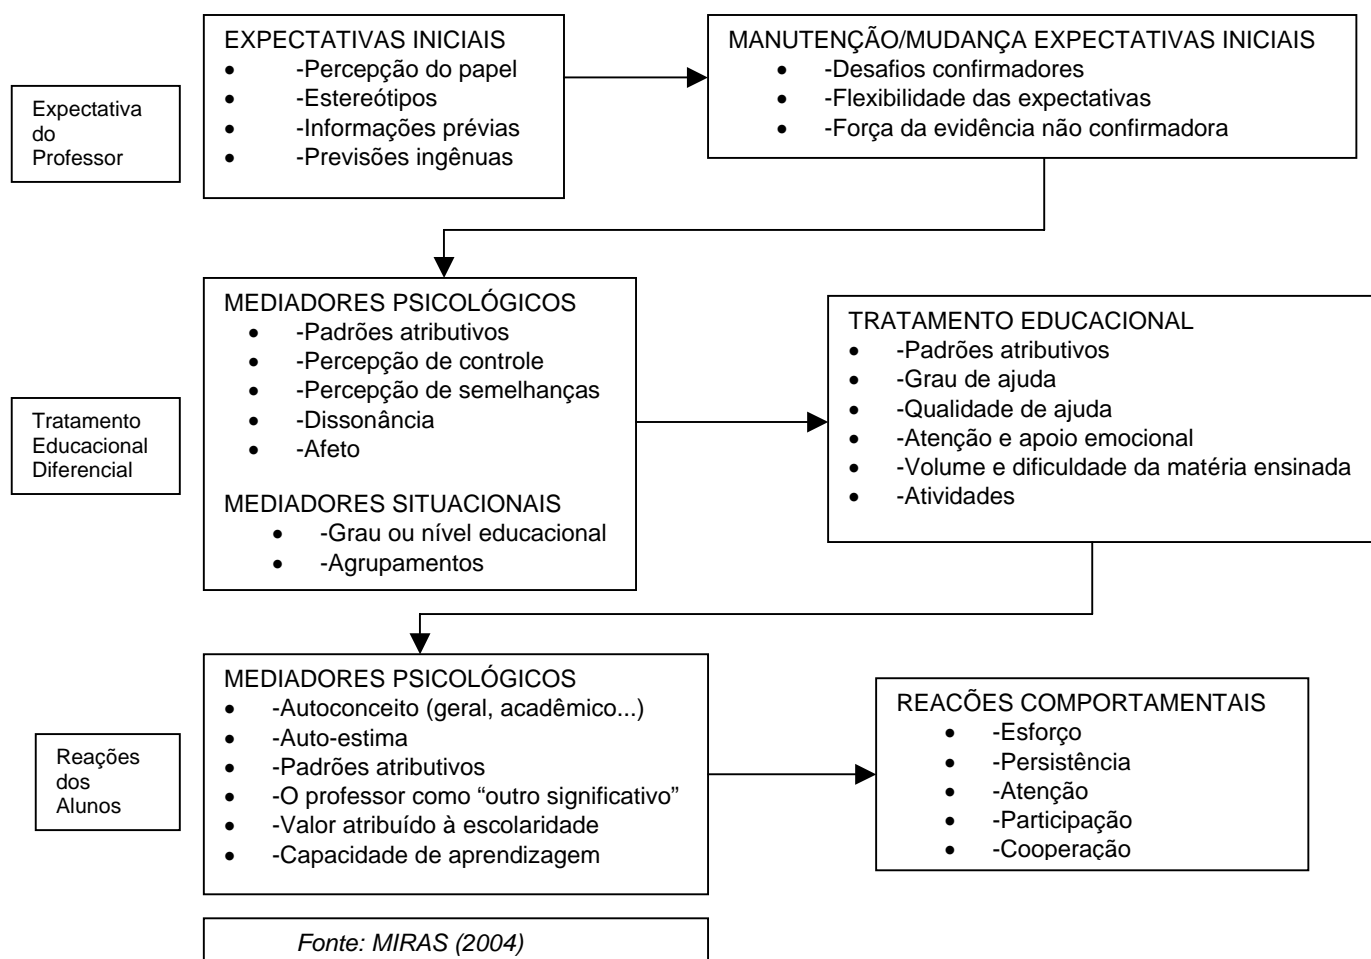 Expectativa
do
Professor
EXPECTATIVAS INICIAIS
• -Percepção do papel
• -Estereótipos
• -Informações prévias
• -Previsões ingênuas
MANUTENÇÃO/MUDANÇA EXPECTATIVAS INICIAIS
• -Desafios confirmadores
• -Flexibilidade das expectativas
• -Força da evidência não confirmadora
Tratamento
Educacional
Diferencial
MEDIADORES PSICOLÓGICOS
• -Padrões atributivos
• -Percepção de controle
• -Percepção de semelhanças
• -Dissonância
• -Afeto
MEDIADORES SITUACIONAIS
• -Grau ou nível educacional
• -Agrupamentos
TRATAMENTO EDUCACIONAL
• -Padrões atributivos
• -Grau de ajuda
• -Qualidade de ajuda
• -Atenção e apoio emocional
• -Volume e dificuldade da matéria ensinada
• -Atividades
Reações
dos
Alunos
MEDIADORES PSICOLÓGICOS
• -Autoconceito (geral, acadêmico...)
• -Auto-estima
• -Padrões atributivos
• -O professor como “outro significativo”
• -Valor atribuído à escolaridade
• -Capacidade de aprendizagem
REACÕES COMPORTAMENTAIS
• -Esforço
• -Persistência
• -Atenção
• -Participação
• -Cooperação
Fonte: MIRAS (2004)